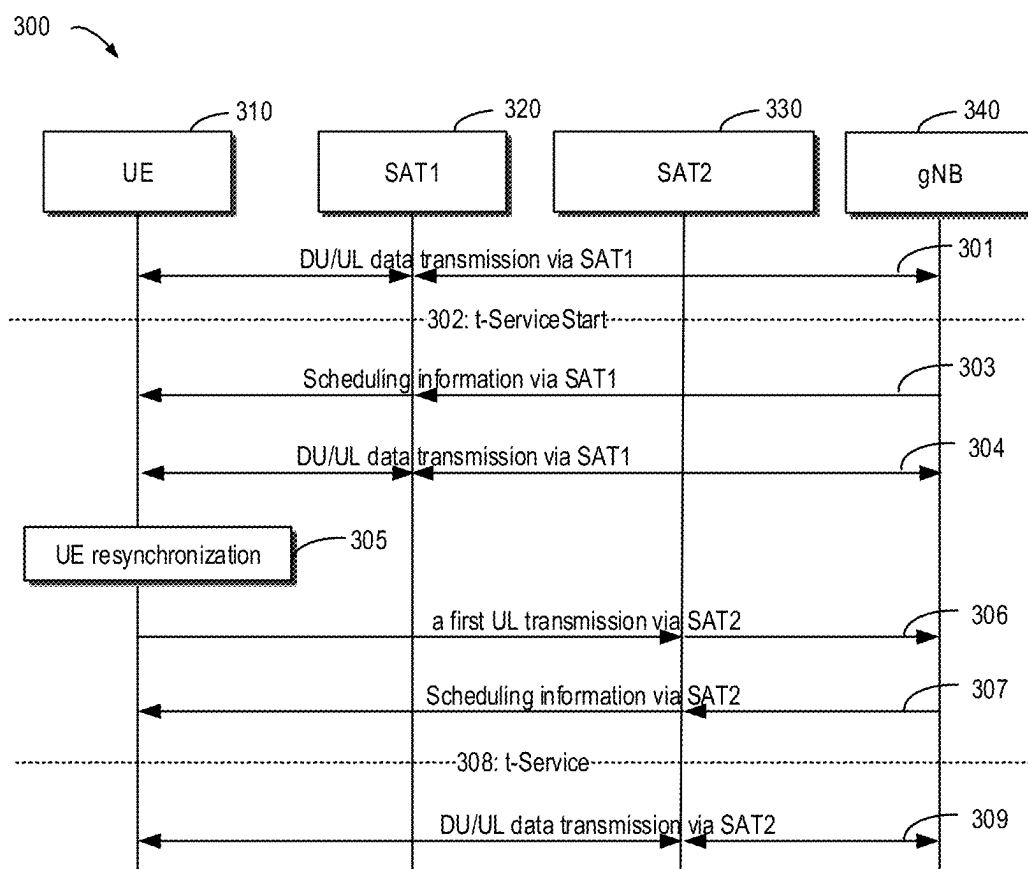 300
310
320
330
340
UE
SAT1
SAT2
gNB
DU/UL data transmission via SAT1
301
302: t-ServiceStart
Scheduling information via SAT1
303
DU/UL data transmission via SAT1
304
UE resynchronization
305
a first UL transmission via SAT2
306
Scheduling information via SAT2
307
308: t-Service
DU/UL data transmission via SAT2
309